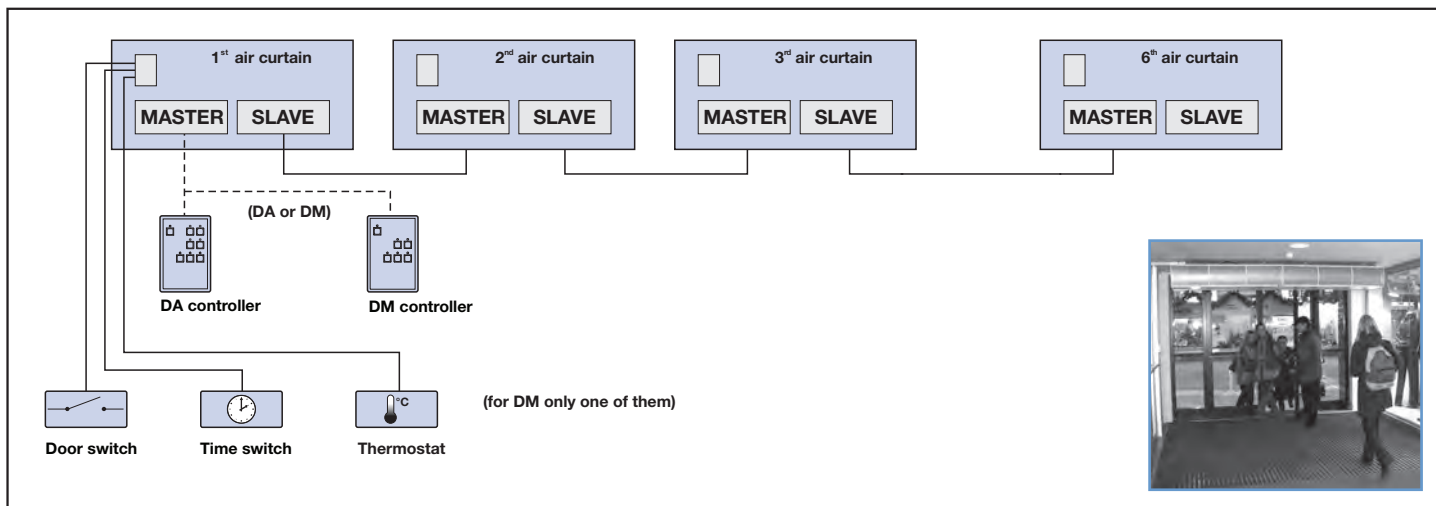 1st air curtain
2nd air curtain
3rd air curtain
6th air curtain
MASTER SLAVE
MASTER SLAVE
MASTER SLAVE
MASTER SLAVE
(DA or DM)
DA controller
DM controller
°C
(for DM only one of them)
Door switch
Time switch
Thermostat